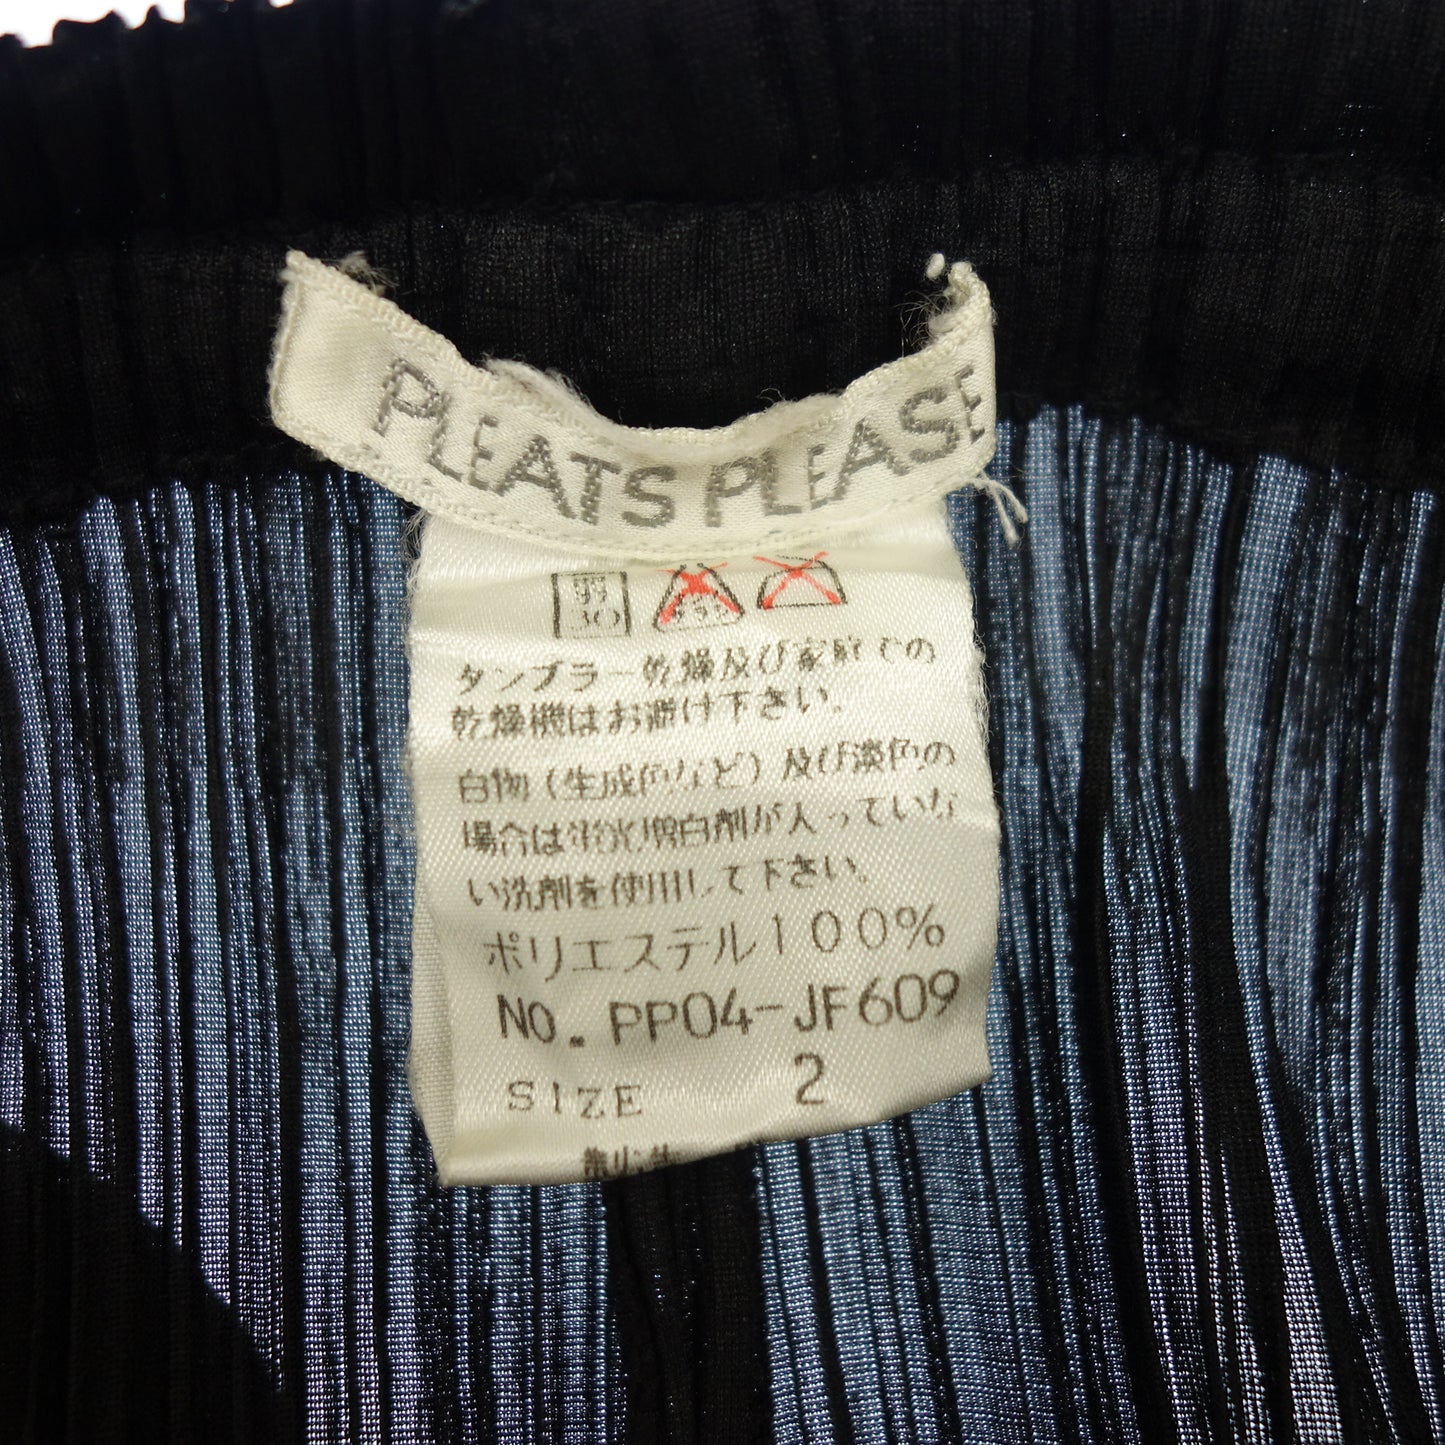 PLEATS PLEASE
30
タンブラー乾燥及び家庭での
乾燥機はお避け下さい。
白物(生成色など)及び淡色の
場合は蛍光増白剤が入っていな
い洗剤を使用して下さい。
ポリエステル100%
NO. PP04-JF609
SIZE 2